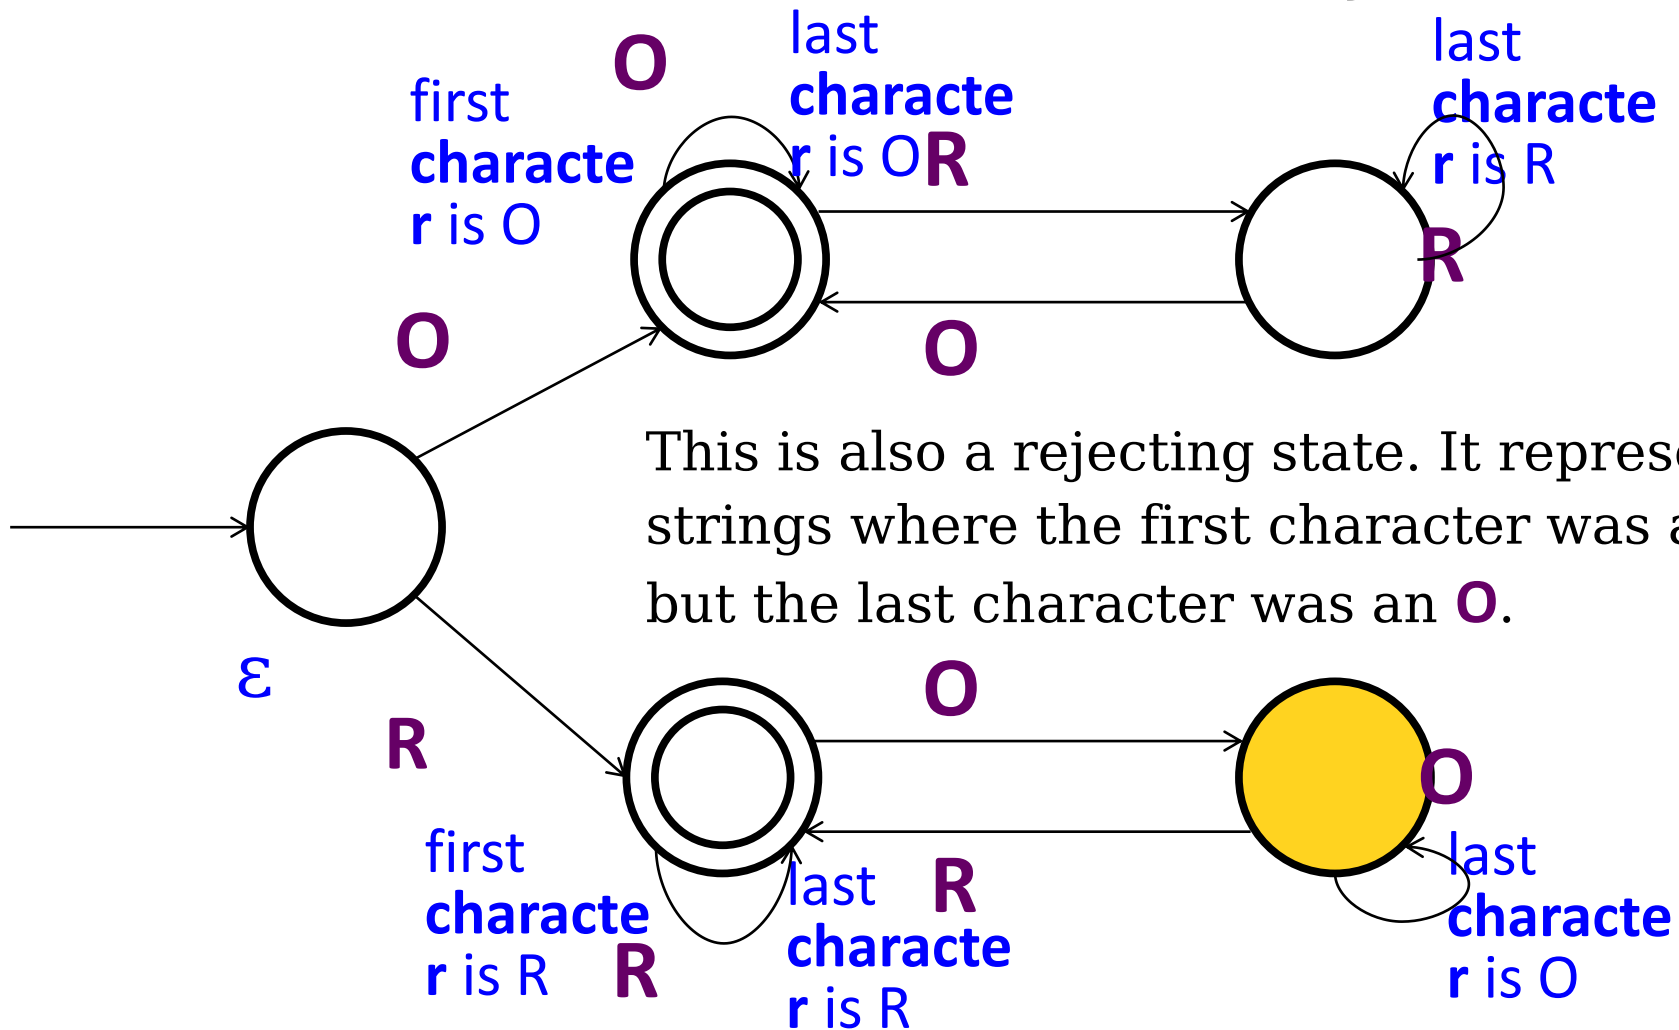 O
last
characte
r is O
last
characte
r is R
first
characte
r is O
R
R
O
O
This is also a rejecting state. It
strings where the first character was
but the last character was an O.
ε
O
R
O
R
first
characte
r is R
R
last
characte
r is R
last
characte
r is O